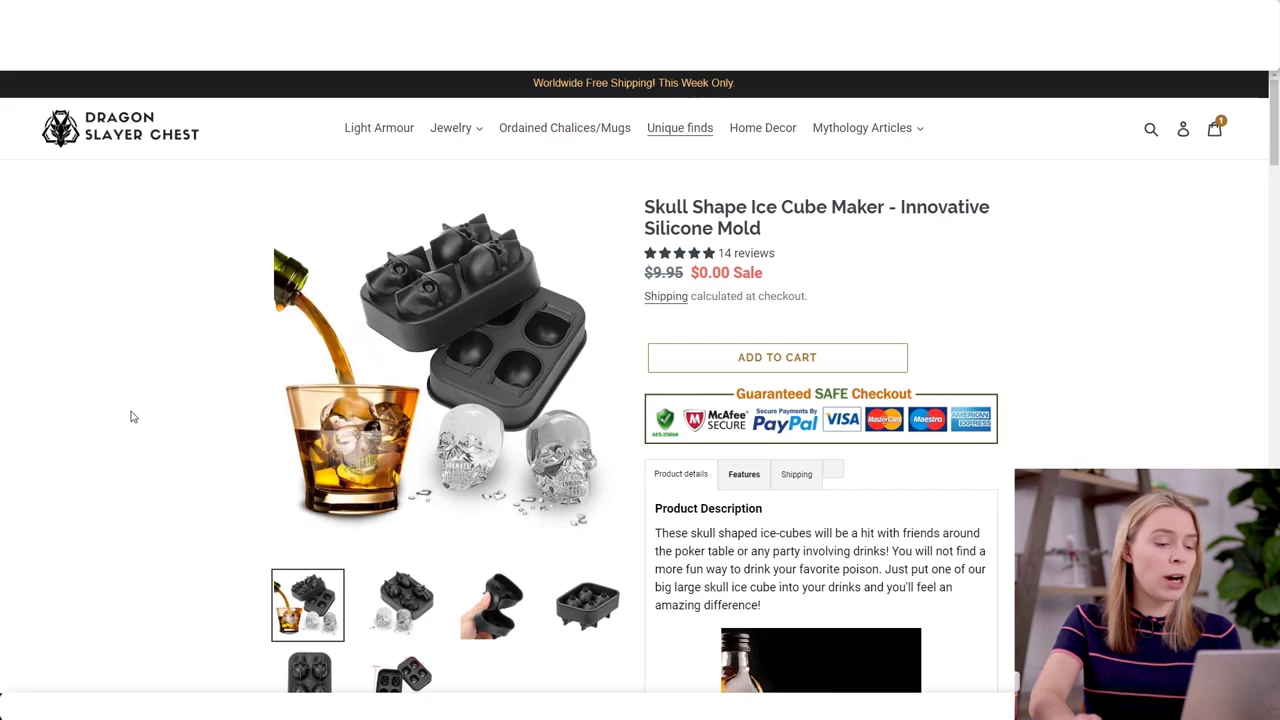 Worldwide Free Shipping! This Week Only.
DRAGON
SLAYER CHEST
Light Armour Jewelry Ordained Chalices/Mugs Unique finds Home Decor Mythology Articles
1
Skull Shape Ice Cube Maker - Innovative
Silicone Mold
14 reviews
$9.95 $0.00 Sale
Shipping calculated at checkout.
ADD TO CART
Guaranteed SAFE Checkout
AES-256bit McAfee SECURE Secure Payments By PayPal VISA MasterCard Maestro AMERICAN EXPRESS
Product details Features Shipping
Product Description
These skull shaped ice-cubes will be a hit with friends around
the poker table or any party involving drinks! You will not find a
more fun way to drink your favorite poison. Just put one of our
big large skull ice cube into your drinks and you'll feel an
amazing difference!